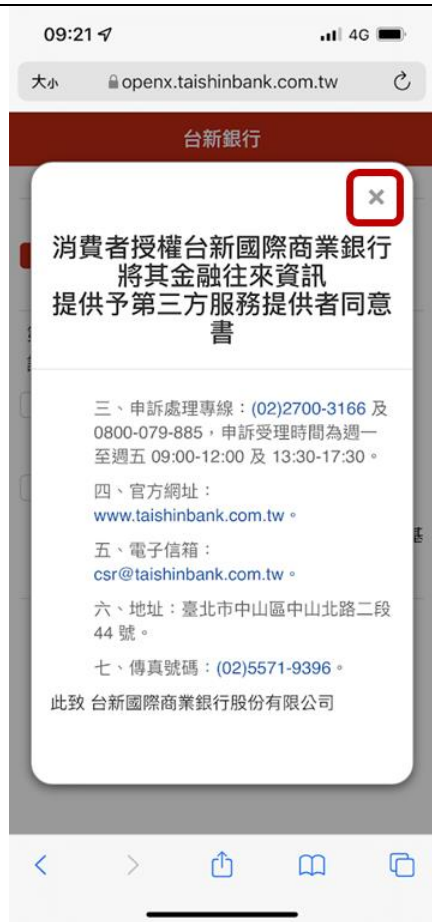 09:21 4G
大小 openx.taishinbank.com.tw
台新銀行
×
消費者授權台新國際商業銀行
將其金融往來資訊
提供予第三方服務提供者同意
書
三、申訴處理專線：(02)2700-3166 及
0800-079-885，申訴受理時間為週一
至週五 09:00-12:00 及 13:30-17:30。
四、官方網址：
www.taishinbank.com.tw。
五、電子信箱：
csr@taishinbank.com.tw。
六、地址：臺北市中山區中山北路二段
44 號。
七、傳真號碼：(02)5571-9396。
此致 台新國際商業銀行股份有限公司